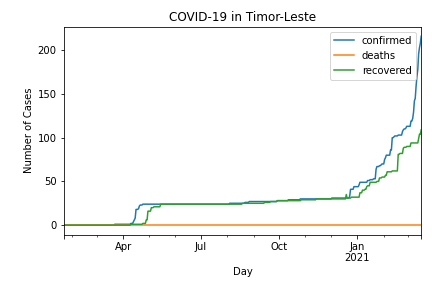 COVID-19 in Timor-Leste
confirmed
deaths
recovered
Number of Cases
200
150
100
50
0
Apr
Jul
Oct
Jan
2021
Day